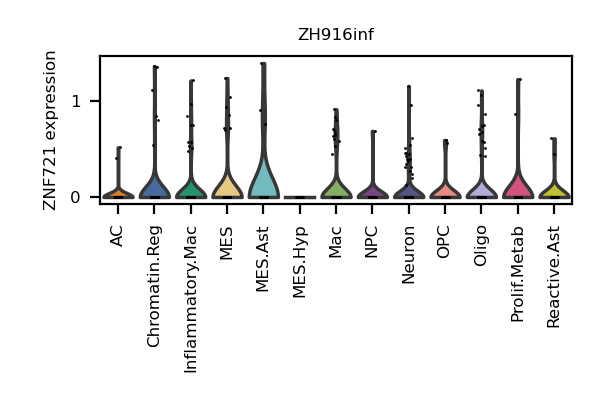 ZH916inf
ZNF721 expression
1
0
AC
Chromatin.Reg
Inflammatory.Mac
MES
MES.Ast
MES.Hyp
Mac
NPC
Neuron
OPC
Oligo
Prolif.Metab
Reactive.Ast